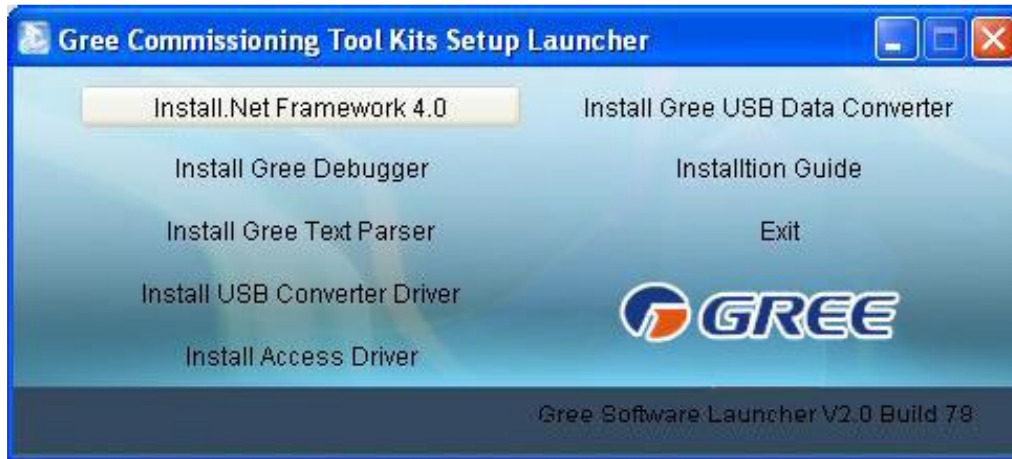 Gree Commissioning Tool Kits Setup Launcher
Install.Net Framework 4.0
Install Gree Debugger
Install Gree Text Parser
Install USB Converter Driver
Install Access Driver
Install Gree USB Data Converter
Installtion Guide
Exit
GREE
Gree Software Launcher V2.0 Build 78